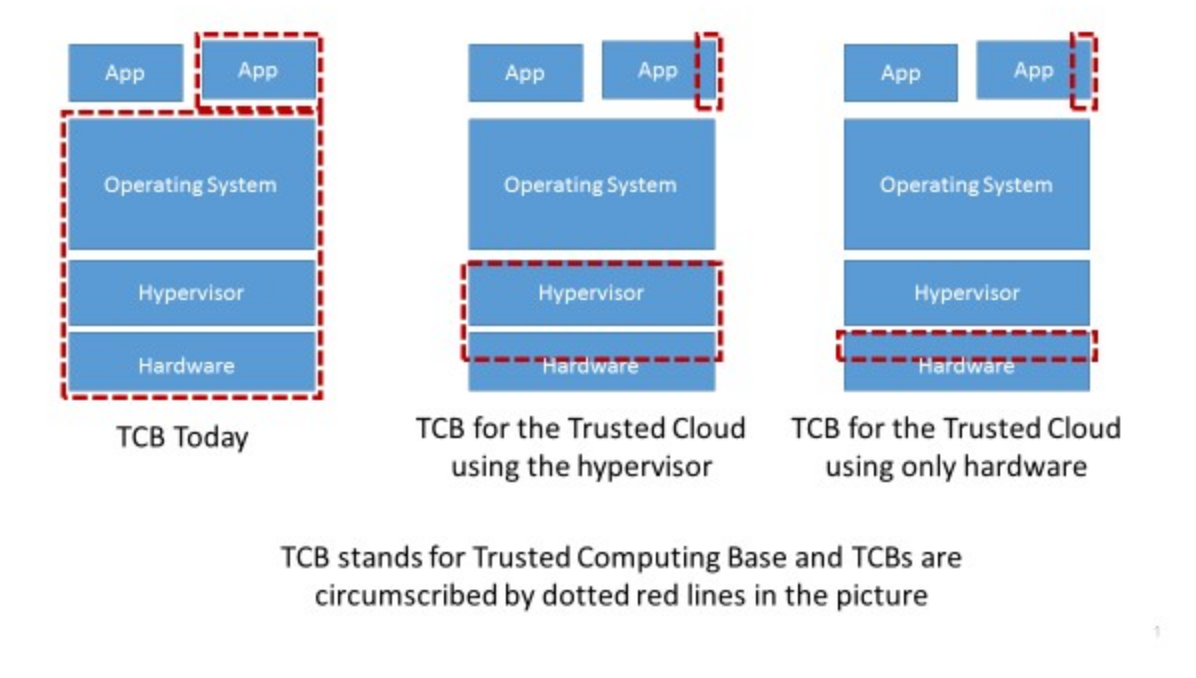 App
App
Operating System
Hypervisor
Hardware
TCB Today
App
App
Operating System
Hypervisor
Hardware
TCB for the Trusted Cloud
using the hypervisor
App
App
Operating System
Hypervisor
Hardware
TCB for the Trusted Cloud
using only hardware
TCB stands for Trusted Computing Base and TCBs are
circumscribed by dotted red lines in the picture
1